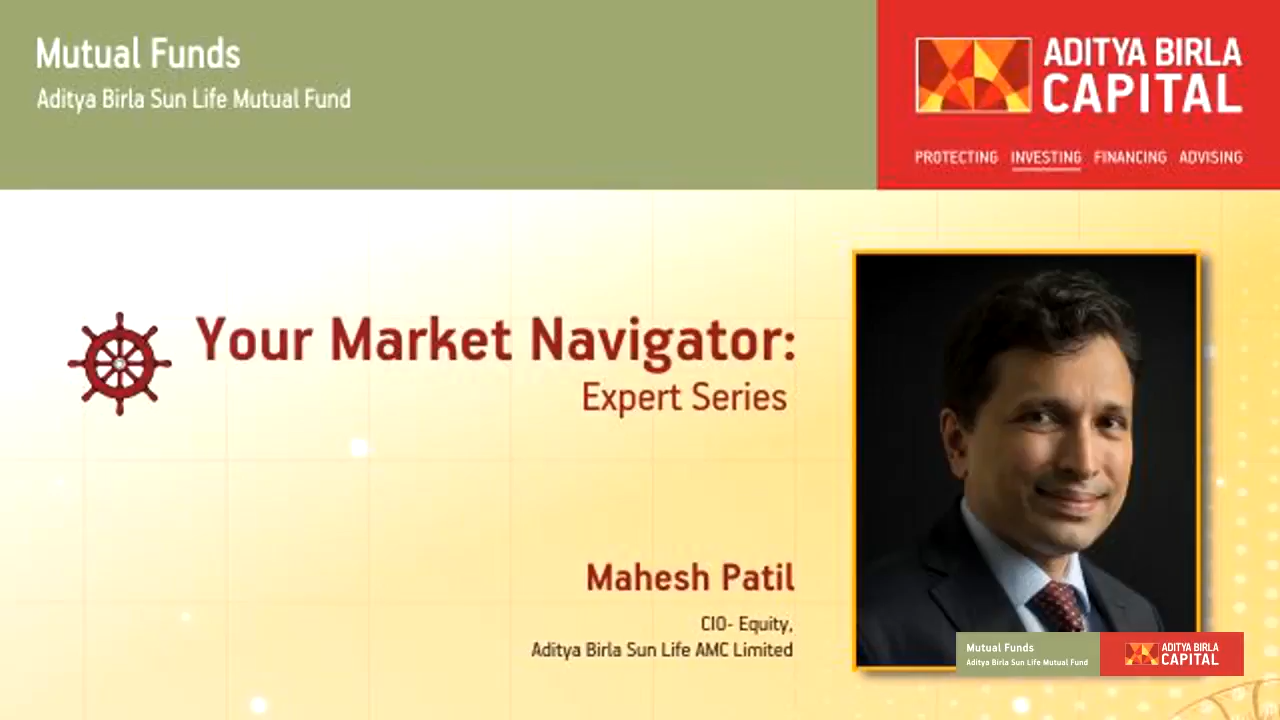 Mutual Funds
Aditya Birla Sun Life Mutual Fund
ADITYA BIRLA
CAPITAL
PROTECTING INVESTING FINANCING ADVISING
Your Market Navigator:
Expert Series
Mahesh Patil
CIO- Equity,
Aditya Birla Sun Life AMC Limited
Mutual Funds
Aditya Birla Sun Life Mutual Fund
ADITYA BIRLA
CAPITAL